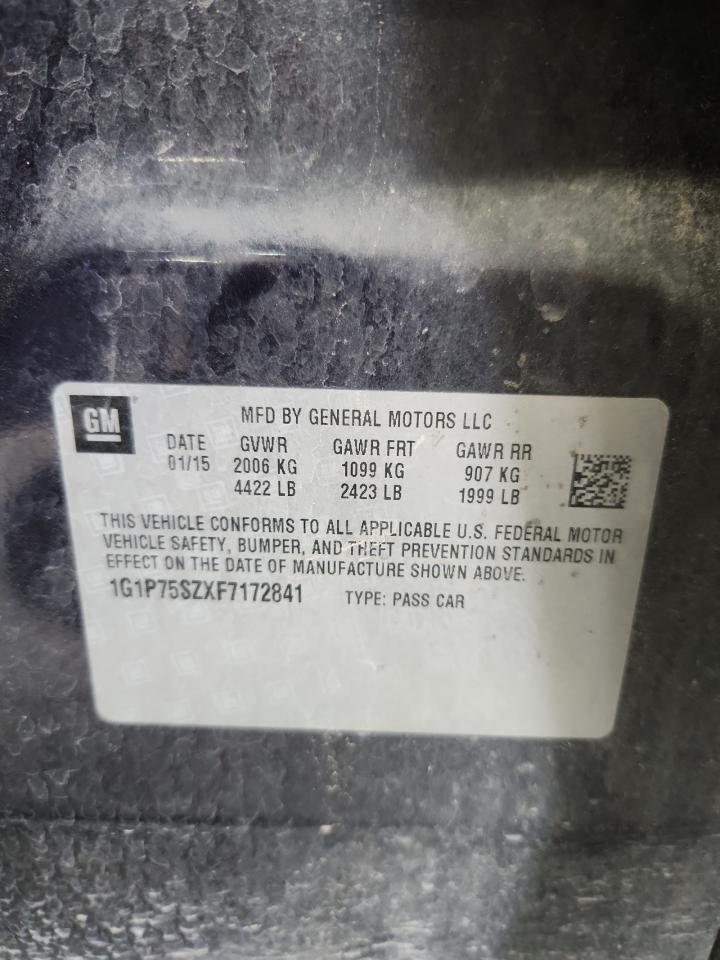 GM
MFD BY GENERAL MOTORS LLC
DATE GVWR GAWR FRT GAWR RR
01/15 2006 KG 1099 KG 907 KG
4422 LB 2423 LB 1999 LB
THIS VEHICLE CONFORMS TO ALL APPLICABLE U.S. FEDERAL MOTOR
VEHICLE SAFETY, BUMPER, AND THEFT PREVENTION STANDARDS IN
EFFECT ON THE DATE OF MANUFACTURE SHOWN ABOVE.
1G1P75SZXF7172841 TYPE: PASS CAR